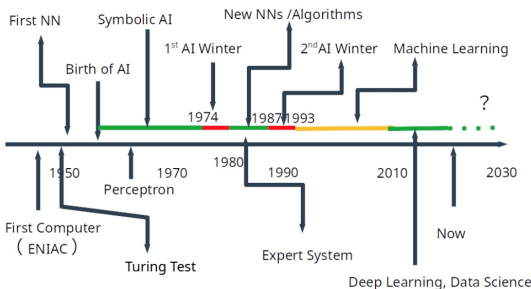 New NNs /Algorithms
First NN
Symbolic AI
1st AI Winter
2nd AI Winter
Machine Learning
Birth of AI
?
1974
1987
1993
1950
1970
1980
1990
2010
2030
Perceptron
First Computer
( ENIAC )
Turing Test
Expert System
Now
Deep Learning, Data Science